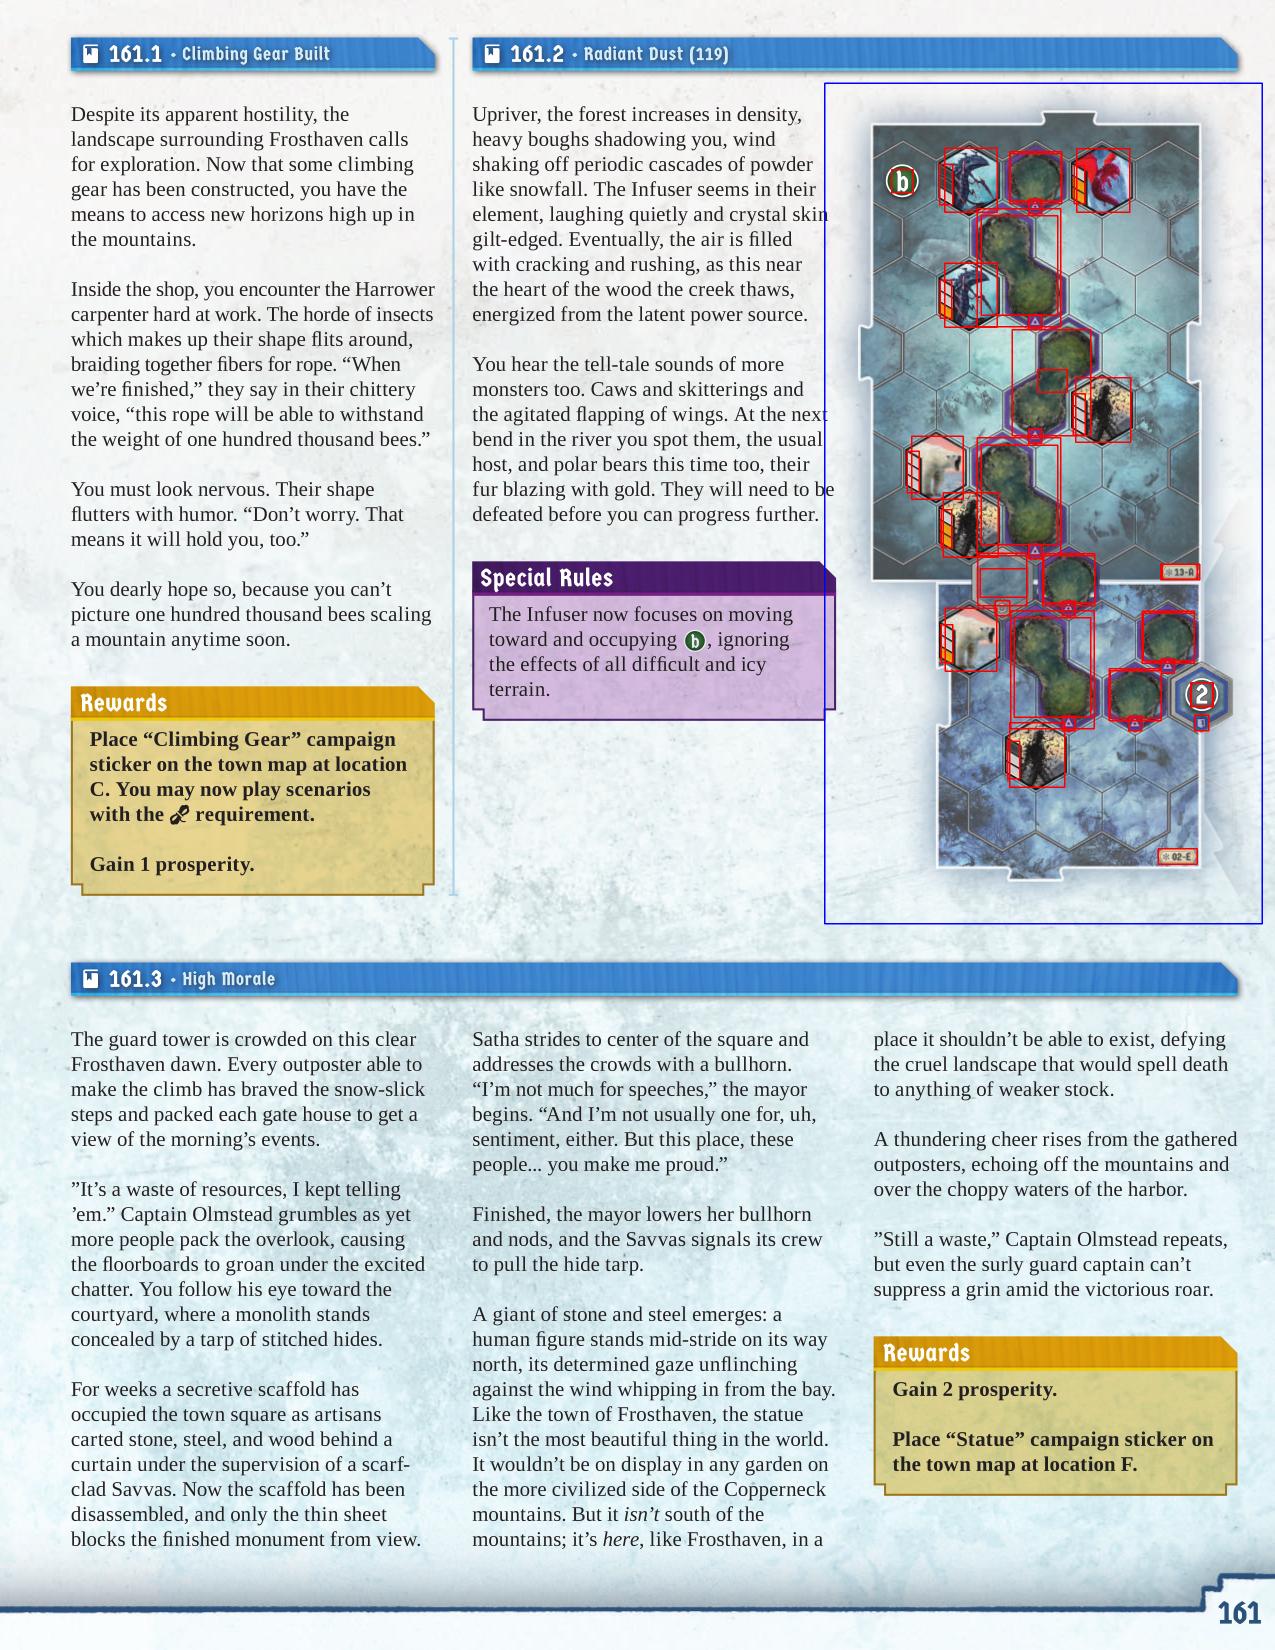 161.1 • Climbing Gear Built
Despite its apparent hostility, the
landscape surrounding Frosthaven calls
for exploration. Now that some climbing
gear has been constructed, you have the
means to access new horizons high up in
the mountains.
Inside the shop, you encounter the Harrower
carpenter hard at work. The horde of insects
which makes up their shape flits around,
braiding together fibers for rope. “When
we’re finished,” they say in their chittery
voice, “this rope will be able to withstand
the weight of one hundred thousand bees.”
You must look nervous. Their shape
flutters with humor. “Don’t worry. That
means it will hold you, too.”
You dearly hope so, because you can’t
picture one hundred thousand bees scaling
a mountain anytime soon.
Rewards
Place “Climbing Gear” campaign
sticker on the town map at location
C. You may now play scenarios
with the requirement.
Gain 1 prosperity.
161.2 • Radiant Dust (119)
Upriver, the forest increases in density,
heavy boughs shadowing you, wind
shaking off periodic cascades of powder
like snowfall. The Infuser seems in their
element, laughing quietly and crystal skin
gilt-edged. Eventually, the air is filled
with cracking and rushing, as this near
the heart of the wood the creek thaws,
energized from the latent power source.
You hear the tell-tale sounds of more
monsters too. Caws and skitterings and
the agitated flapping of wings. At the next
bend in the river you spot them, the usual
host, and polar bears this time too, their
fur blazing with gold. They will need to be
defeated before you can progress further.
Special Rules
The Infuser now focuses on moving
toward and occupying b, ignoring
the effects of all difficult and icy
terrain.
b
13-A
2
1
02-E
161.3 • High Morale
The guard tower is crowded on this clear
Frosthaven dawn. Every outposter able to
make the climb has braved the snow-slick
steps and packed each gate house to get a
view of the morning’s events.
”It’s a waste of resources, I kept telling
’em.” Captain Olmstead grumbles as yet
more people pack the overlook, causing
the floorboards to groan under the excited
chatter. You follow his eye toward the
courtyard, where a monolith stands
concealed by a tarp of stitched hides.
For weeks a secretive scaffold has
occupied the town square as artisans
carted stone, steel, and wood behind a
curtain under the supervision of a scarf-
clad Savvas. Now the scaffold has been
disassembled, and only the thin sheet
blocks the finished monument from view.
Satha strides to center of the square and
addresses the crowds with a bullhorn.
“I’m not much for speeches,” the mayor
begins. “And I’m not usually one for, uh,
sentiment, either. But this place, these
people... you make me proud.”
Finished, the mayor lowers her bullhorn
and nods, and the Savvas signals its crew
to pull the hide tarp.
A giant of stone and steel emerges: a
human figure stands mid-stride on its way
north, its determined gaze unflinching
against the wind whipping in from the bay.
Like the town of Frosthaven, the statue
isn’t the most beautiful thing in the world.
It wouldn’t be on display in any garden on
the more civilized side of the Copperneck
mountains. But it isn’t south of the
mountains; it’s here, like Frosthaven, in a
place it shouldn’t be able to exist, defying
the cruel landscape that would spell death
to anything of weaker stock.
A thundering cheer rises from the gathered
outposters, echoing off the mountains and
over the choppy waters of the harbor.
”Still a waste,” Captain Olmstead repeats,
but even the surly guard captain can’t
suppress a grin amid the victorious roar.
Rewards
Gain 2 prosperity.
Place “Statue” campaign sticker on
the town map at location F.
161